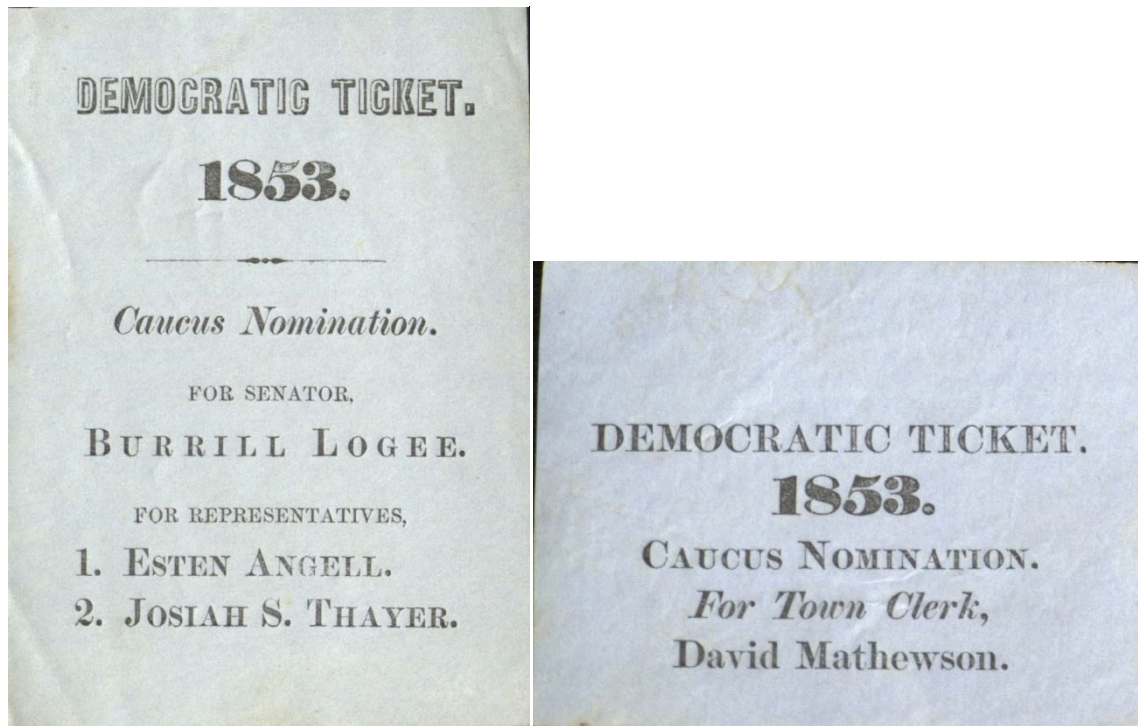 DEMOCRATIC TICKET.
1853.
Caucus Nomination.
FOR SENATOR,
BURRILL LOGEE.
FOR REPRESENTATIVES,
1. ESTEN ANGELL.
2. JOSIAH S. THAYER.
DEMOCRATIC TICKET.
1853.
CAUCUS NOMINATION.
For Town Clerk,
David Mathewson.